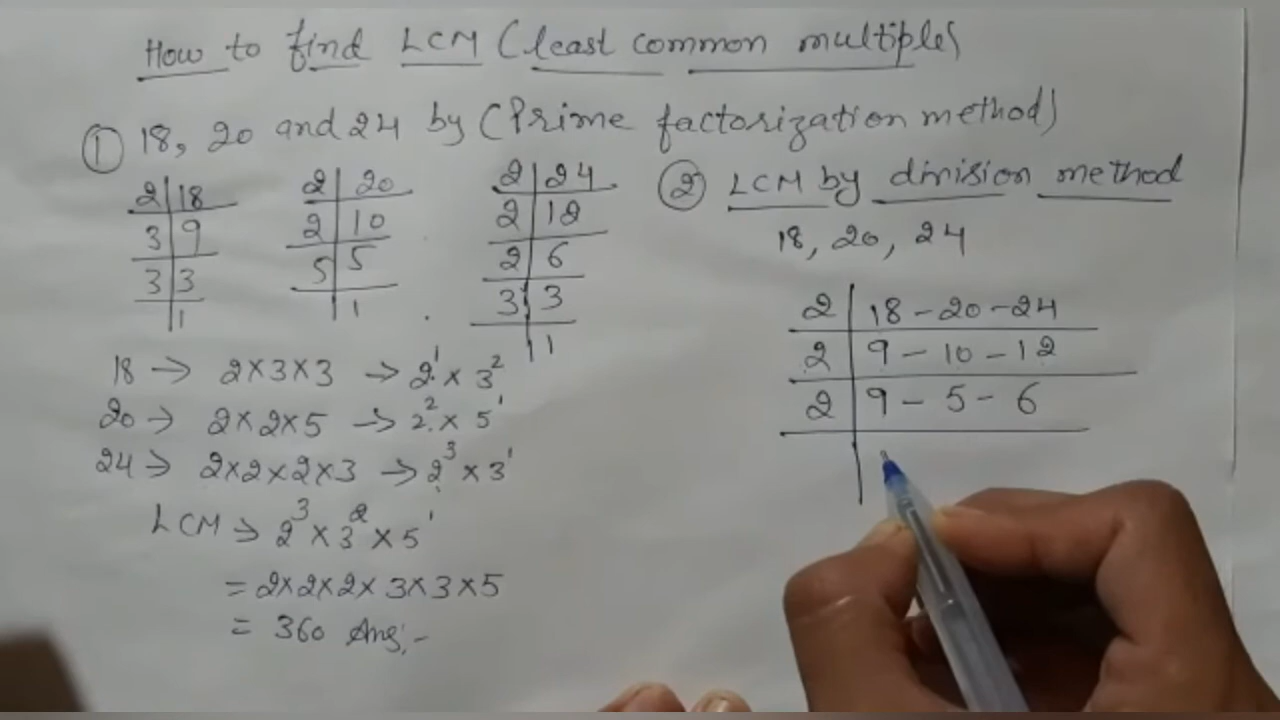 How to find LCM (least common multiples)
① 18, 20 and 24 by (Prime factorization method)
2 | 18
3 | 9
3 | 3
1
2 | 20
2 | 10
5 | 5
1
2 | 24
2 | 12
2 | 6
3 | 3
1
18 → 2×3×3 → 2¹ × 3²
20 → 2×2×5 → 2² × 5¹
24 → 2×2×2×3 → 2³ × 3¹
LCM → 2³ × 3² × 5¹
= 2×2×2×3×3×5
= 360 Ans:-
② LCM by division method
18, 20, 24
2 | 18 - 20 - 24
2 | 9 - 10 - 12
2 | 9 - 5 - 6